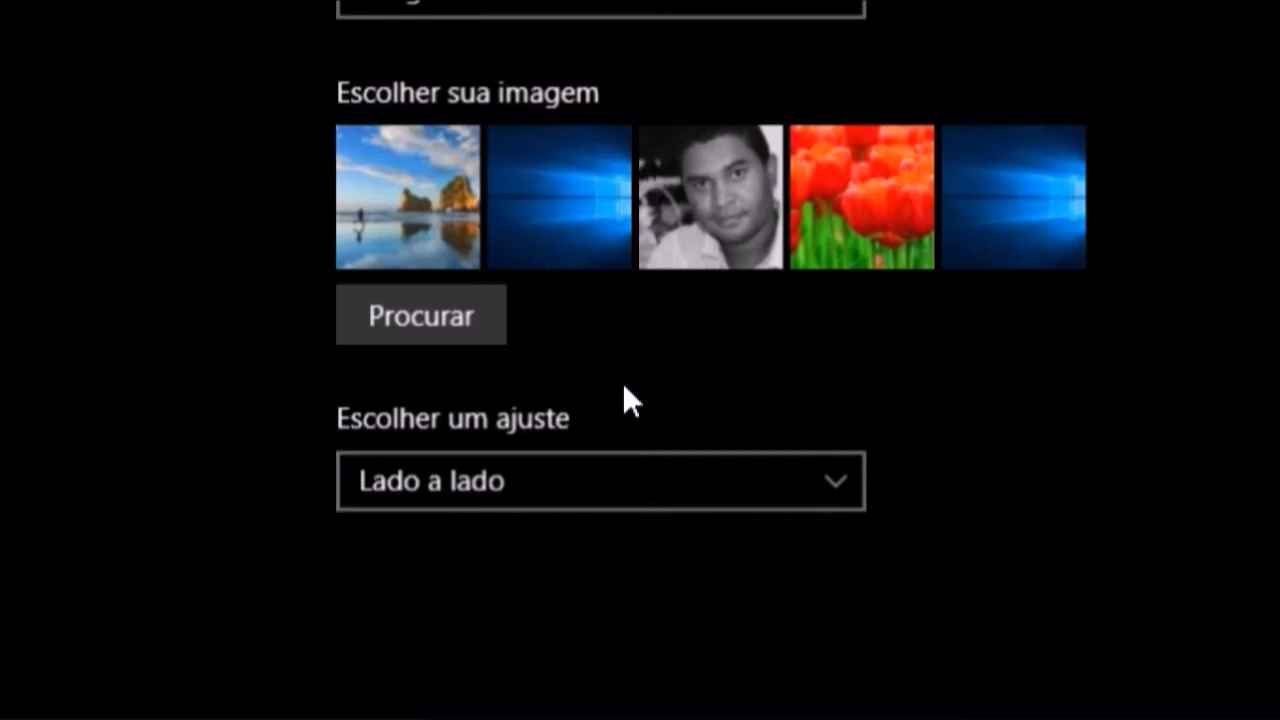 Escolher sua imagem
Procurar
Escolher um ajuste
Lado a lado